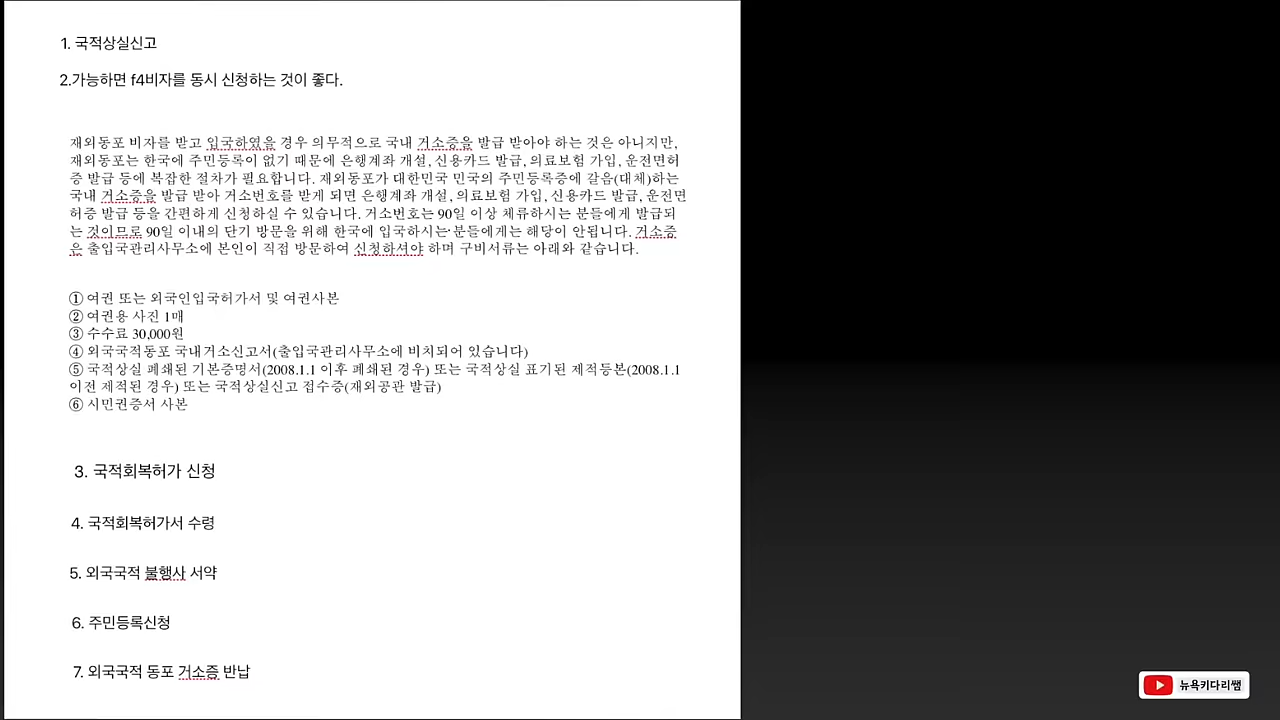 1. 국적상실신고
2.가능하면 f4비자를 동시 신청하는 것이 좋다.
재외동포 비자를 받고 입국하였을 경우 의무적으로 국내 거소증을 발급 받아야 하는 것은 아니지만,
재외동포는 한국에 주민등록이 없기 때문에 은행계좌 개설, 신용카드 발급, 의료보험 가입, 운전면허
증 발급 등에 복잡한 절차가 필요합니다. 재외동포가 대한민국 민국의 주민등록증에 갈음(대체)하는
국내 거소증을 발급 받아 거소번호를 받게 되면 은행계좌 개설, 의료보험 가입, 신용카드 발급, 운전면
허증 발급 등을 간편하게 신청하실 수 있습니다. 거소번호는 90일 이상 체류하시는 분들에게 발급되
는 것이므로 90일 이내의 단기 방문을 위해 한국에 입국하시는 분들에게는 해당이 안됩니다. 거소증
은 출입국관리사무소에 본인이 직접 방문하여 신청하셔야 하며 구비서류는 아래와 같습니다.
① 여권 또는 외국인입국허가서 및 여권사본
② 여권용 사진 1매
③ 수수료 30,000원
④ 외국국적동포 국내거소신고서(출입국관리사무소에 비치되어 있습니다)
⑤ 국적상실 폐쇄된 기본증명서(2008.1.1 이후 폐쇄된 경우) 또는 국적상실 표기된 제적등본(2008.1.1
이전 제적된 경우) 또는 국적상실신고 접수증(재외공관 발급)
⑥ 시민권증서 사본
3. 국적회복허가 신청
4. 국적회복허가서 수령
5. 외국국적 불행사 서약
6. 주민등록신청
7. 외국국적 동포 거소증 반납
뉴욕키다리쌤